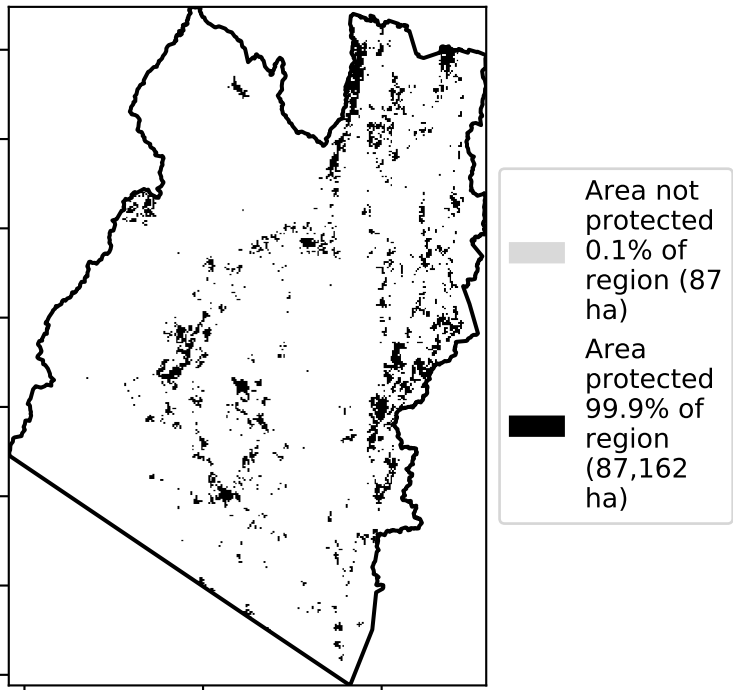 Area not
protected
0.1% of
region (87
ha)
Area
protected
99.9% of
region
(87,162
ha)